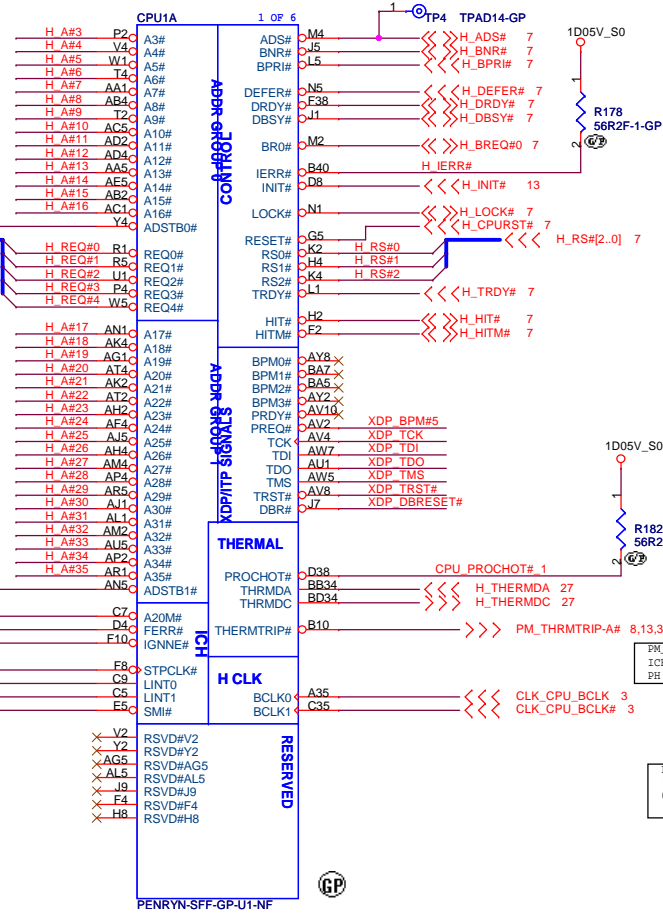 CPU1A 1 OF 6
1 TP4 TPAD14-GP
1D05V_S0
H_A#3 P2 A3# ADS# M4 H_ADS# 7
H_A#4 V4 A4# BNR# J5 H_BNR# 7
H_A#5 W1 A5# BPRI# L5 H_BPRI# 7
H_A#6 T4 A6#
H_A#7 AA1 A7# DEFER# N5 H_DEFER# 7
H_A#8 AB4 A8# DRDY# F38 H_DRDY# 7
H_A#9 T2 A9# DBSY# J1 H_DBSY# 7
H_A#10 AC5 A10#
H_A#11 AD2 A11# BR0# M2 H_BREQ#0 7
H_A#12 AD4 A12#
H_A#13 AA5 A13# IERR# B40 H_IERR#
H_A#14 AE5 A14# INIT# D8 H_INIT# 13
H_A#15 AB2 A15#
H_A#16 AC1 A16# LOCK# N1 H_LOCK# 7
Y4 ADSTB0# RESET# G5 H_CPURST# 7
ADDR GROUP 0
CONTROL
1
R178
56R2F-1-GP
2 GP
H_REQ#0 R1 REQ0# RS0# K2 H_RS#0 H_RS#[2..0] 7
H_REQ#1 R5 REQ1# RS1# H4 H_RS#1
H_REQ#2 U1 REQ2# RS2# K4 H_RS#2
H_REQ#3 P4 REQ3# TRDY# L1 H_TRDY# 7
H_REQ#4 W5 REQ4#
HIT# H2 H_HIT# 7
HITM# F2 H_HITM# 7
H_A#17 AN1 A17#
H_A#18 AK4 A18#
H_A#19 AG1 A19# BPM0# AY8
H_A#20 AT4 A20# BPM1# BA7
H_A#21 AK2 A21# BPM2# BA5
H_A#22 AT2 A22# BPM3# AY2
H_A#23 AH2 A23# PRDY# AV10
H_A#24 AF4 A24# PREQ# AV2 XDP_BPM#5
H_A#25 AJ5 A25# TCK AV4 XDP_TCK
H_A#26 AH4 A26# TDI AW7 XDP_TDI
H_A#27 AM4 A27# TDO AU1 XDP_TDO
H_A#28 AP4 A28# TMS AW5 XDP_TMS
H_A#29 AR5 A29# TRST# AV8 XDP_TRST#
H_A#30 AJ1 A30# DBR# J7 XDP_DBRESET#
H_A#31 AL1 A31#
H_A#32 AM2 A32#
H_A#33 AU5 A33#
H_A#34 AP2 A34#
H_A#35 AR1 A35#
AN5 ADSTB1#
ADDR GROUP 1
XDP/ITP SIGNALS
1D05V_S0
1
R182
56R2
2 GP
THERMAL
PROCHOT# D38 CPU_PROCHOT#_1
THRMDA BB34 H_THERMDA 27
THRMDC BD34 H_THERMDC 27
C7 A20M#
D4 FERR# THERMTRIP# B10 PM_THRMTRIP-A# 8,13,3
F10 IGNNE#
ICH
PM_
ICH
PH
F8 STPCLK#
C9 LINT0
C5 LINT1
E5 SMI#
H CLK
BCLK0 A35 CLK_CPU_BCLK 3
BCLK1 C35 CLK_CPU_BCLK# 3
V2 RSVD#V2
Y2 RSVD#Y2
AG5 RSVD#AG5
AL5 RSVD#AL5
J9 RSVD#J9
F4 RSVD#F4
H8 RSVD#H8
RESERVED
GP
PENRYN-SFF-GP-U1-NF